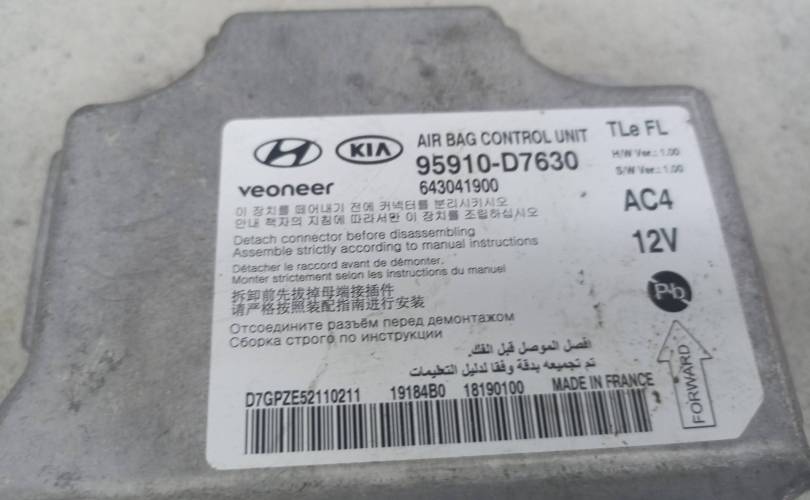 KIA
AIR BAG CONTROL UNIT
TLe FL
95910-D7630
H/W Ver.: 1.00
S/W Ver.: 1.00
veoneer
643041900
AC4
이 장치를 떼어내기 전에 커넥터를 분리시키시오
안내 책자의 지침에 따라서만 이 장치를 조립하십시오
12V
Detach connector before disassembling
Assemble strictly according to manual instructions
Détacher le raccord avant de démonter.
Monter strictement selon les instructions du manuel
Pb
拆卸前先拔掉母端接插件
请严格按照装配指南进行安装
Отсоедините разъём перед демонтажом
Сборка строго по инструкции
افصل الموصل قبل الفك.
تم تجميعه بدقة وفقا لدليل التعليمات
FORWARD
D7GPZE52110211 19184B0 18190100 MADE IN FRANCE